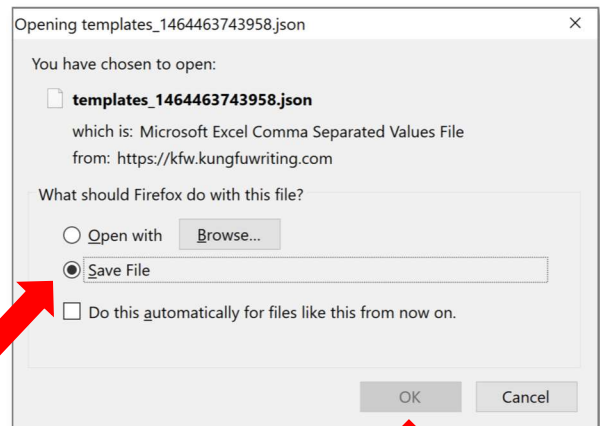 Opening templates_1464463743958.json
You have chosen to open:
templates_1464463743958.json
which is: Microsoft Excel Comma Separated Values File
from: https://kfw.kungfuwriting.com
What should Firefox do with this file?
Open with Browse...
Save File
Do this automatically for files like this from now on.
OK Cancel